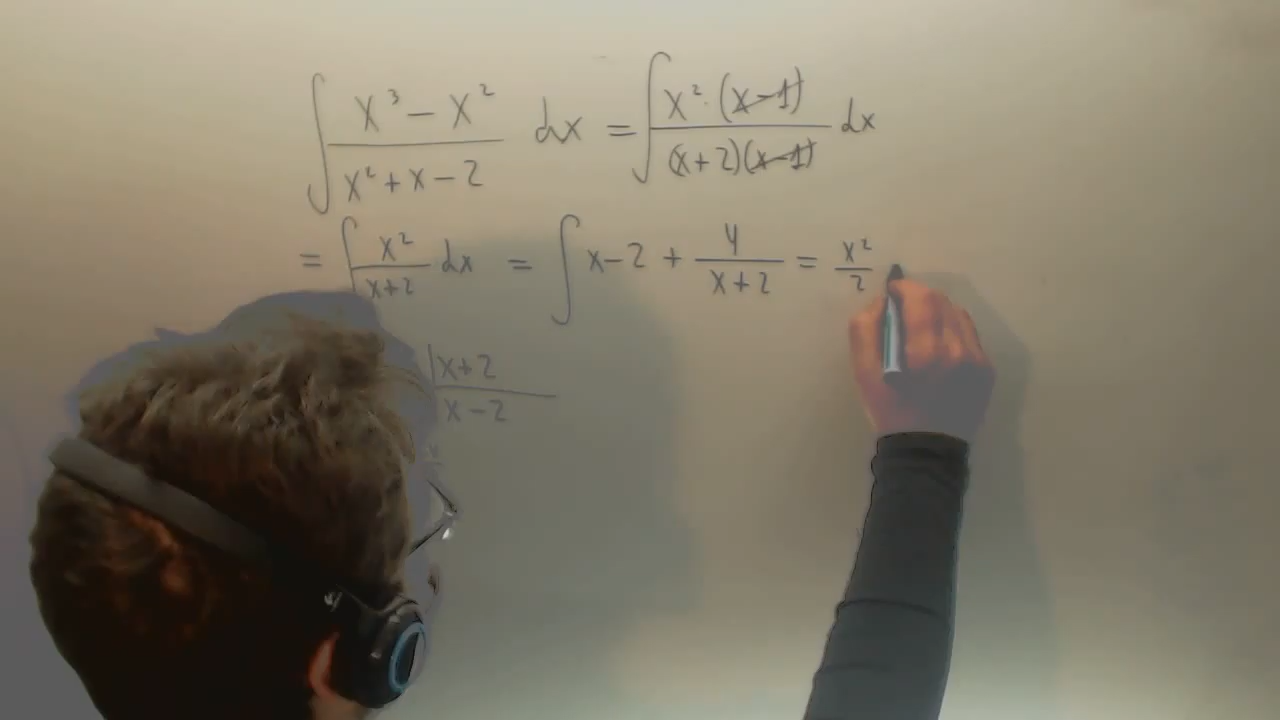 ∫ (x³ − x²)/(x² + x − 2) dx = ∫ (x² · (x−1))/((x+2)(x−1)) dx
= ∫ x²/(x+2) dx = ∫ x−2 + 4/(x+2) = x²/2
|x+2
x−2